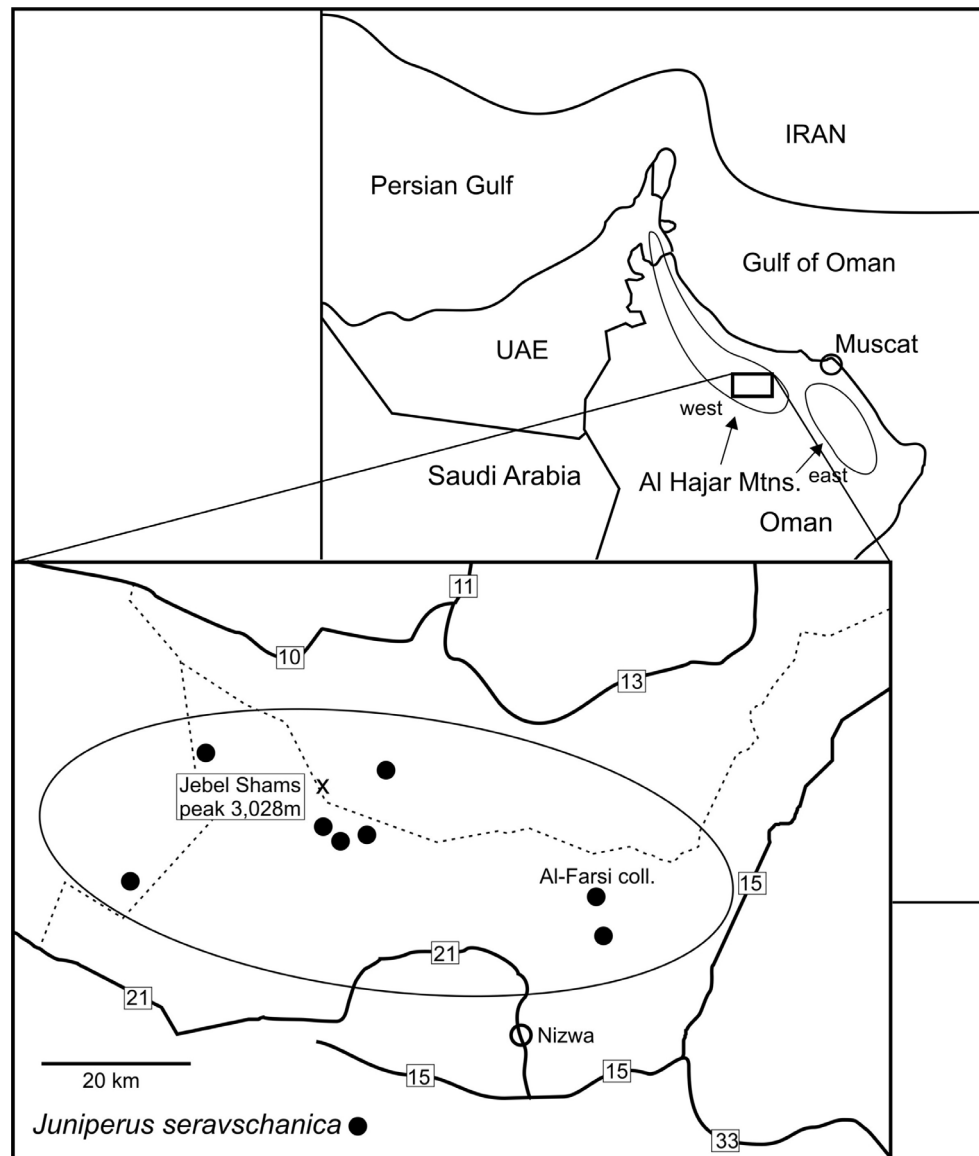 IRAN
Persian Gulf
Gulf of Oman
UAE
Muscat
west
Saudi Arabia
Al Hajar Mtns.
east
Oman
11
10
13
Jebel Shams
peak 3,028m
x
Al-Farsi coll.
15
21
21
Nizwa
20 km
15
15
33
Juniperus seravschanica